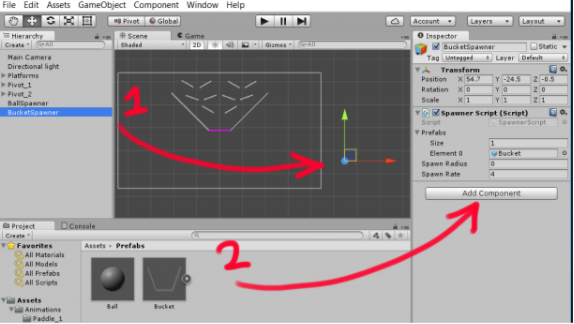 File Edit Assets GameObject Component Window Help
Pivot Global Account Layers Layout
Hierarchy
Create All
Main Camera
Directional light
Platforms
Pivot_1
Pivot_2
BallSpawner
BucketSpawner
Scene Game
Shaded 2D Gizmos All
1
Inspector
BucketSpawner Static
Tag Untagged Layer Default
Transform
Position X 54.7 Y -24.5 Z -0.5
Rotation X 0 Y 0 Z 0
Scale X 1 Y 1 Z 1
Spawner Script (Script)
Script SpawnerScript
Prefabs
Size 1
Element 0 Bucket
Spawn Radius 0
Spawn Rate 4
Add Component
Project Console
Create
Favorites
All Materials
All Models
All Prefabs
All Scripts
Assets
Animations
Paddle_1
Assets Prefabs
2
Ball Bucket